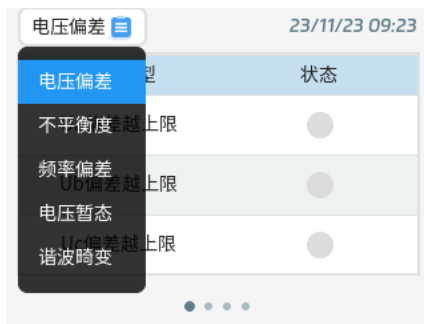 电压偏差 23/11/23 09:23
电压偏差 型 状态
不平衡度 差越上限
频率偏差
Ub偏差越上限
电压暂态
Uc偏差越上限
谐波畸变